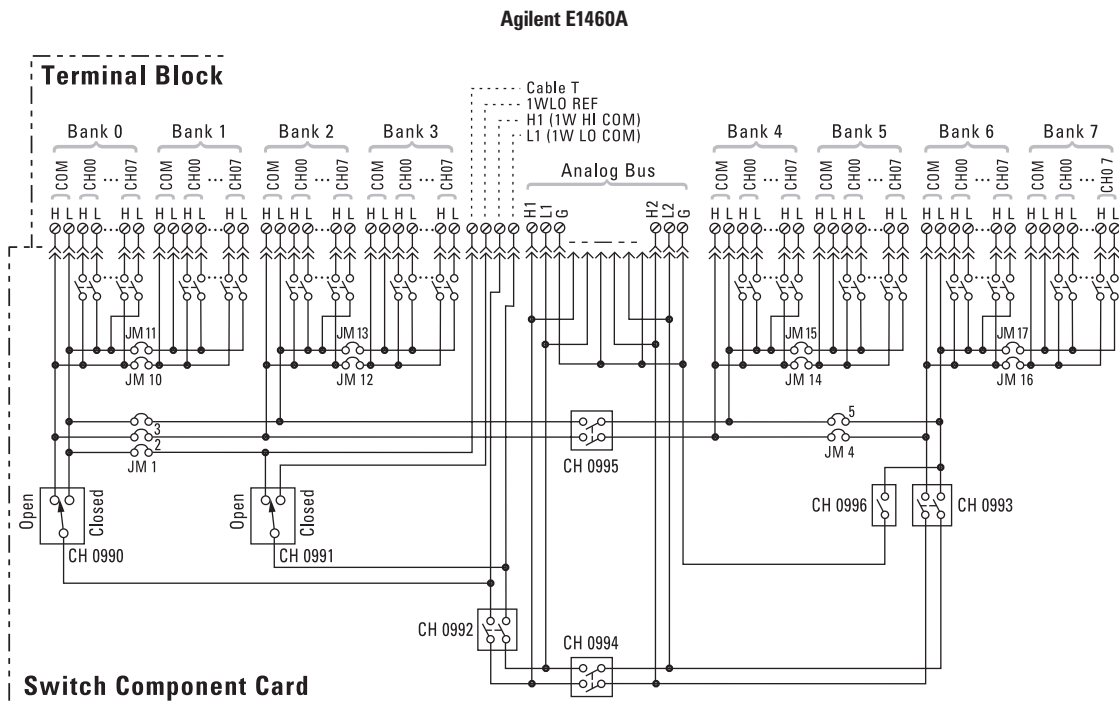 Agilent E1460A
Terminal Block
Cable T
1WLO REF
H1 (1W HI COM)
L1 (1W LO COM)
Bank 0 Bank 1 Bank 2 Bank 3 Analog Bus Bank 4 Bank 5 Bank 6 Bank 7
COM CH00 ... CH07 COM CH00 ... CH07 COM CH00 ... CH07 COM CH00 ... CH07 COM CH00 ... CH07 COM CH00 ... CH07 COM CH00 ... CH07 COM CH00 ... CH0 7
H L H L H L H L H L H L H L H L H L H L H L H L H1 L1 G H2 L2 G H L H L H L H L H L H L H L H L H L H L H L H L
JM 11 JM 13 JM 15 JM 17
JM 10 JM 12 JM 14 JM 16
3 5
2
JM 1 CH 0995 JM 4
Open Closed Open Closed CH 0996 CH 0993
CH 0990 CH 0991
CH 0992 CH 0994
Switch Component Card